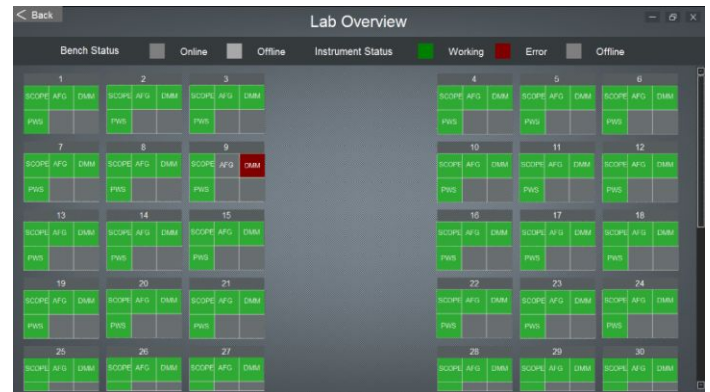 < Back
Lab Overview
Bench Status Online Offline Instrument Status Working Error Offline
1 2 3 4 5 6
SCOPE AFG DMM SCOPE AFG DMM SCOPE AFG DMM SCOPE AFG DMM SCOPE AFG DMM SCOPE AFG DMM
PWS PWS PWS PWS PWS PWS
7 8 9 10 11 12
SCOPE AFG DMM SCOPE AFG DMM SCOPE AFG DMM SCOPE AFG DMM SCOPE AFG DMM SCOPE AFG DMM
PWS PWS PWS PWS PWS PWS
13 14 15 16 17 18
SCOPE AFG DMM SCOPE AFG DMM SCOPE AFG DMM SCOPE AFG DMM SCOPE AFG DMM SCOPE AFG DMM
PWS PWS PWS PWS PWS PWS
19 20 21 22 23 24
SCOPE AFG DMM SCOPE AFG DMM SCOPE AFG DMM SCOPE AFG DMM SCOPE AFG DMM SCOPE AFG DMM
PWS PWS PWS PWS PWS PWS
25 26 27 28 29 30
SCOPE AFG DMM SCOPE AFG DMM SCOPE AFG DMM SCOPE AFG DMM SCOPE AFG DMM SCOPE AFG DMM